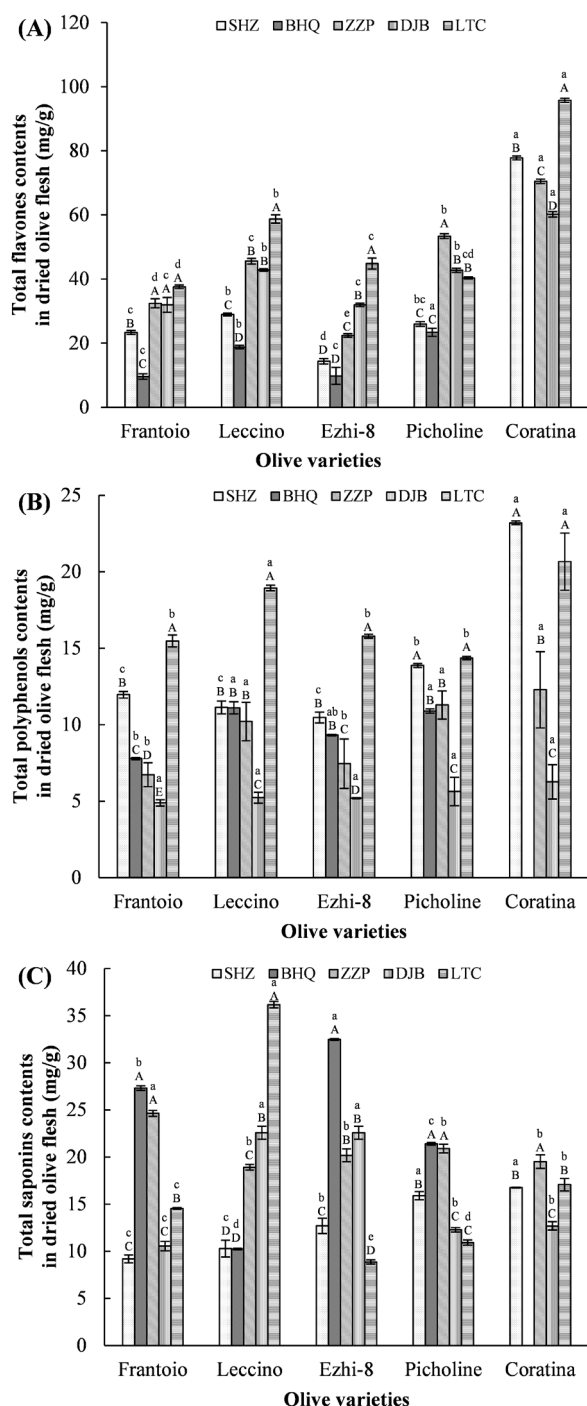 (A)
SHZ BHQ ZZP DJB LTC
Total flavones contents
in dried olive flesh (mg/g)
120
100
80
60
40
20
0
c B
c C
d A
c A
d A
b C
b D
c B
b B
b A
d D
c D
e C
c B
c A
bc C
a C
b A
b B
cd B
a B
a C
a D
a A
Frantoio Leccino Ezhi-8 Picholine Coratina
Olive varieties
(B)
SHZ BHQ ZZP DJB LTC
Total polyphenols contents
in dried olive flesh (mg/g)
25
20
15
10
5
0
c B
b C
b D
a E
b A
c B
a B
a B
a C
a A
c B
ab B
b C
a D
b A
b A
a B
a B
a C
b A
a A
a B
a C
a A
Frantoio Leccino Ezhi-8 Picholine Coratina
Olive varieties
(C)
SHZ BHQ ZZP DJB LTC
Total saponins contents
in dried olive flesh (mg/g)
40
35
30
25
20
15
10
5
0
c C
b A
a A
c C
c B
c D
d D
b C
a B
a A
b C
a A
b B
a B
e D
a B
c A
b A
b C
d C
a B
b A
b C
b B
Frantoio Leccino Ezhi-8 Picholine Coratina
Olive varieties